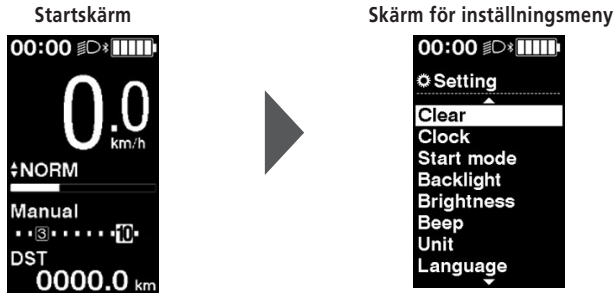 Startskärm
00:00
0.0
km/h
NORM
Manual
3 10
DST
0000.0 km
Skärm för inställningsmeny
00:00
Setting
Clear
Clock
Start mode
Backlight
Brightness
Beep
Unit
Language